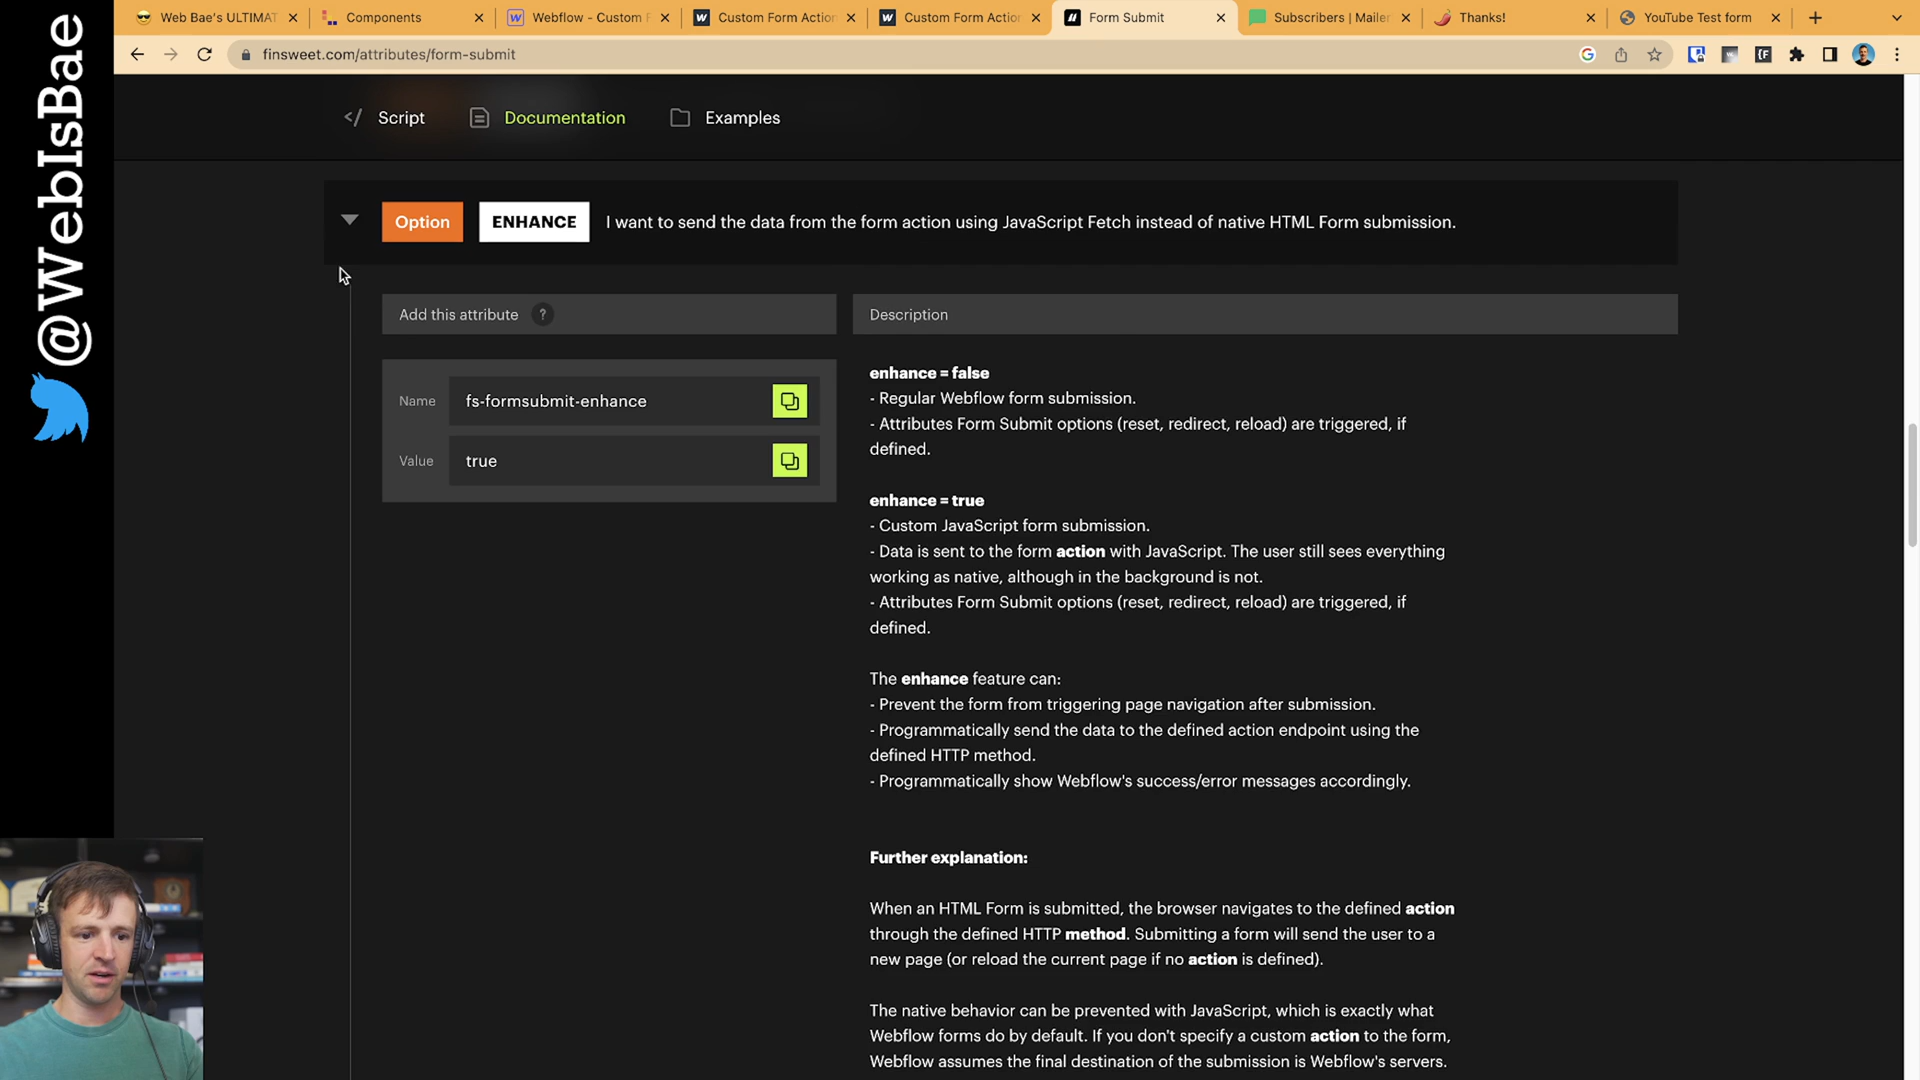 @WebIsBae
Web Bae's ULTIMAT
Components
Webflow - Custom F
Custom Form Action
Custom Form Actio
Form Submit
Subscribers | Mailer
Thanks!
YouTube Test form
finsweet.com/attributes/form-submit
</> Script
Documentation
Examples
Option
ENHANCE
I want to send the data from the form action using JavaScript Fetch instead of native HTML Form submission.
Add this attribute ?
Description
Name
fs-formsubmit-enhance
Value
true
enhance = false
- Regular Webflow form submission.
- Attributes Form Submit options (reset, redirect, reload) are triggered, if
defined.
enhance = true
- Custom JavaScript form submission.
- Data is sent to the form action with JavaScript. The user still sees everything
working as native, although in the background is not.
- Attributes Form Submit options (reset, redirect, reload) are triggered, if
defined.
The enhance feature can:
- Prevent the form from triggering page navigation after submission.
- Programmatically send the data to the defined action endpoint using the
defined HTTP method.
- Programmatically show Webflow's success/error messages accordingly.
Further explanation:
When an HTML Form is submitted, the browser navigates to the defined action
through the defined HTTP method. Submitting a form will send the user to a
new page (or reload the current page if no action is defined).
The native behavior can be prevented with JavaScript, which is exactly what
Webflow forms do by default. If you don't specify a custom action to the form,
Webflow assumes the final destination of the submission is Webflow's servers.